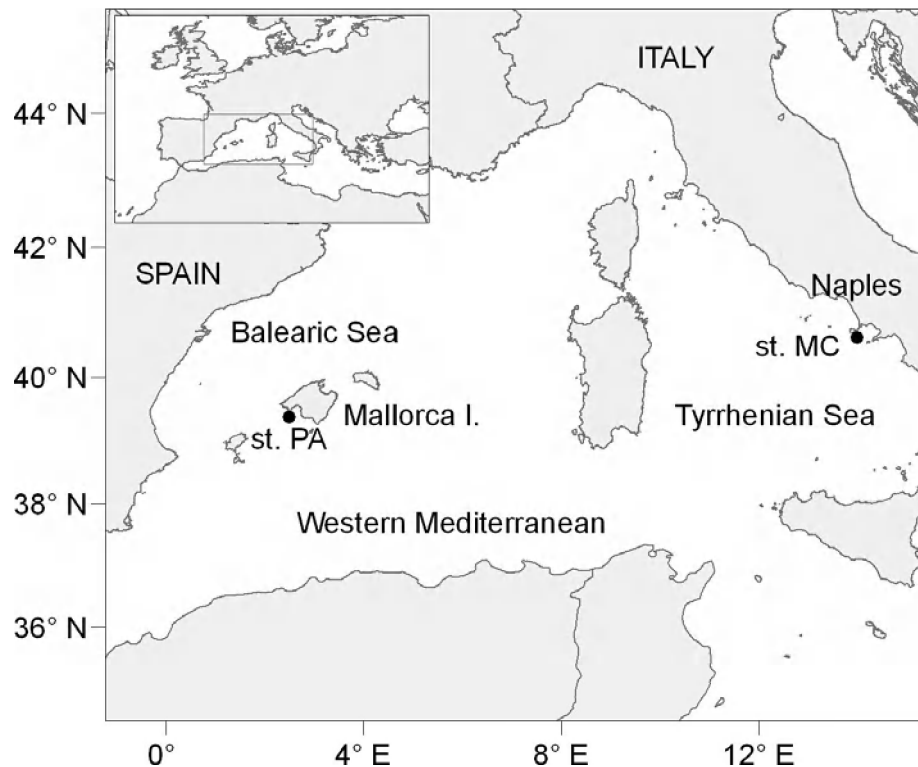 ITALY
44° N
42° N
SPAIN
Naples
Balearic Sea
st. MC
40° N
Mallorca I.
Tyrrhenian Sea
st. PA
38° N
Western Mediterranean
36° N
0°
4° E
8° E
12° E